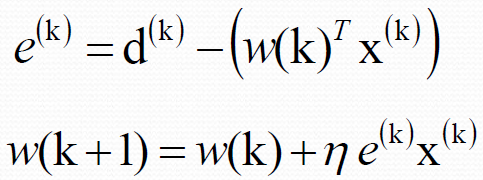 e^(k) = d^(k) − (w(k)^T x^(k))
w(k+1) = w(k) + η e^(k) x^(k)